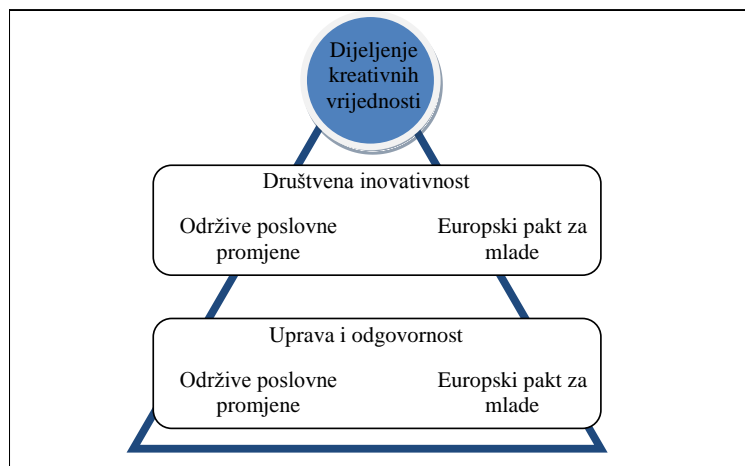 Dijeljenje
kreativnih
vrijednosti
Društvena inovativnost
Održive poslovne
promjene
Europski pakt za
mlade
Uprava i odgovornost
Održive poslovne
promjene
Europski pakt za
mlade